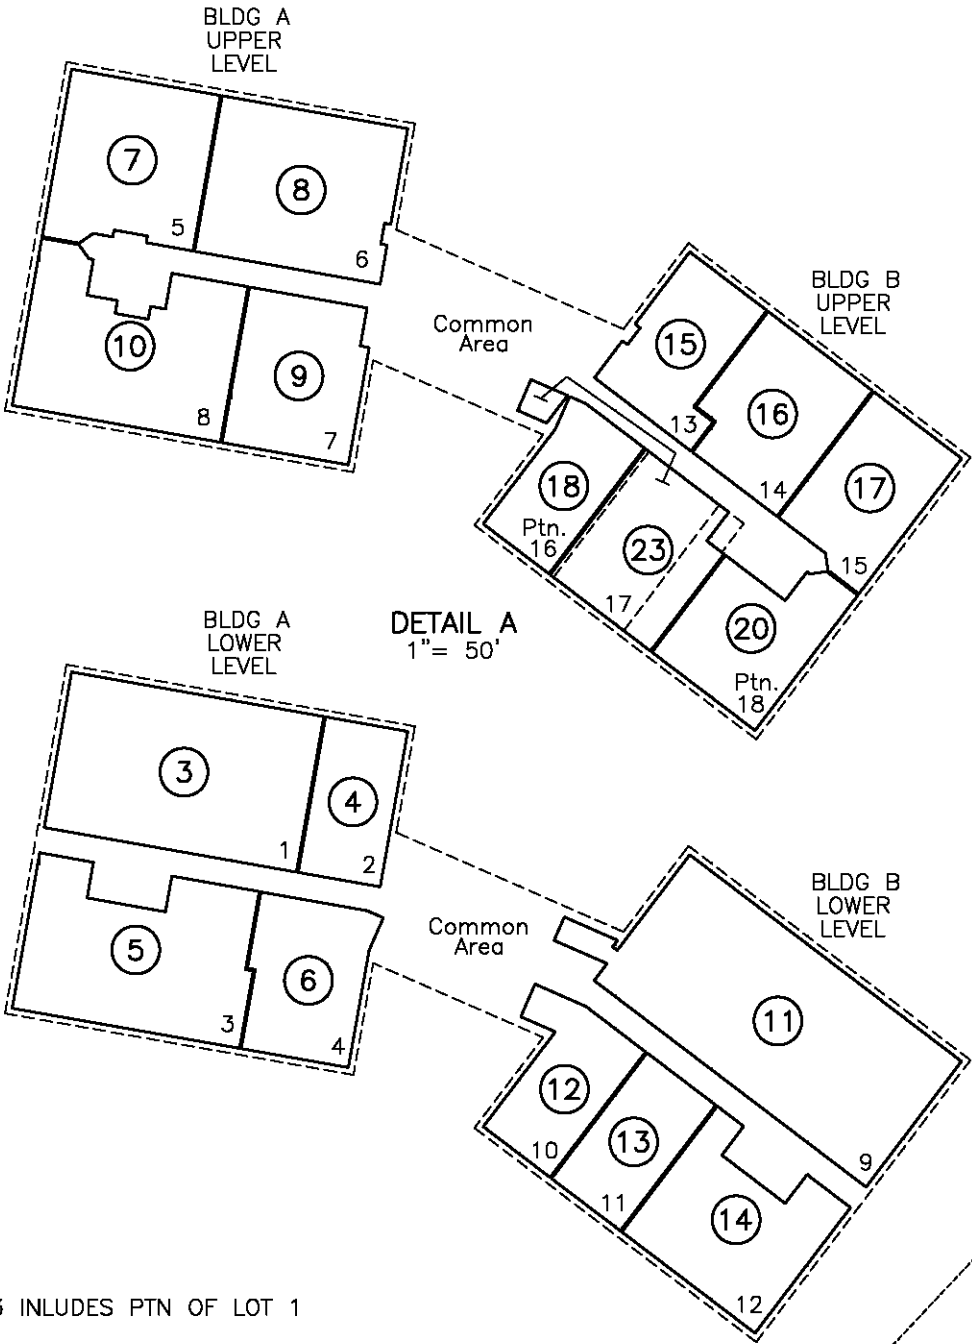 BLDG A
UPPER
LEVEL
7
8
5
6
10
9
8
7
Common
Area
BLDG B
UPPER
LEVEL
15
16
17
13
14
15
18
Ptn.
16
23
17
20
Ptn.
18
DETAIL A
1"= 50'
BLDG A
LOWER
LEVEL
3
4
1
2
5
6
3
4
Common
Area
BLDG B
LOWER
LEVEL
11
9
12
10
13
11
14
12
INLUDES PTN OF LOT 1